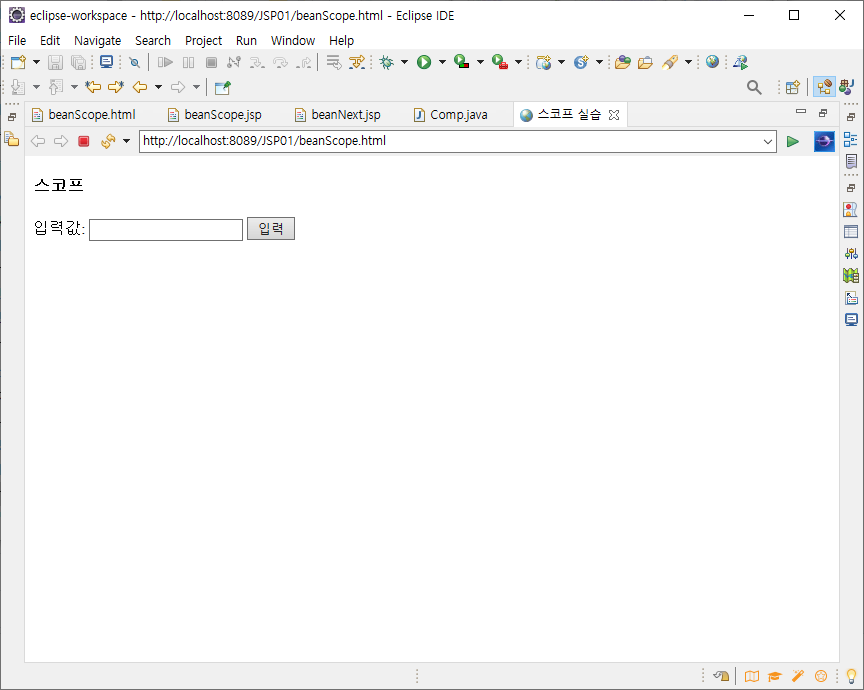 eclipse-workspace - http://localhost:8089/JSP01/beanScope.html - Eclipse IDE
File Edit Navigate Search Project Run Window Help
beanScope.html beanScope.jsp beanNext.jsp Comp.java 스코프 실습
http://localhost:8089/JSP01/beanScope.html
스코프
입력값: 입력